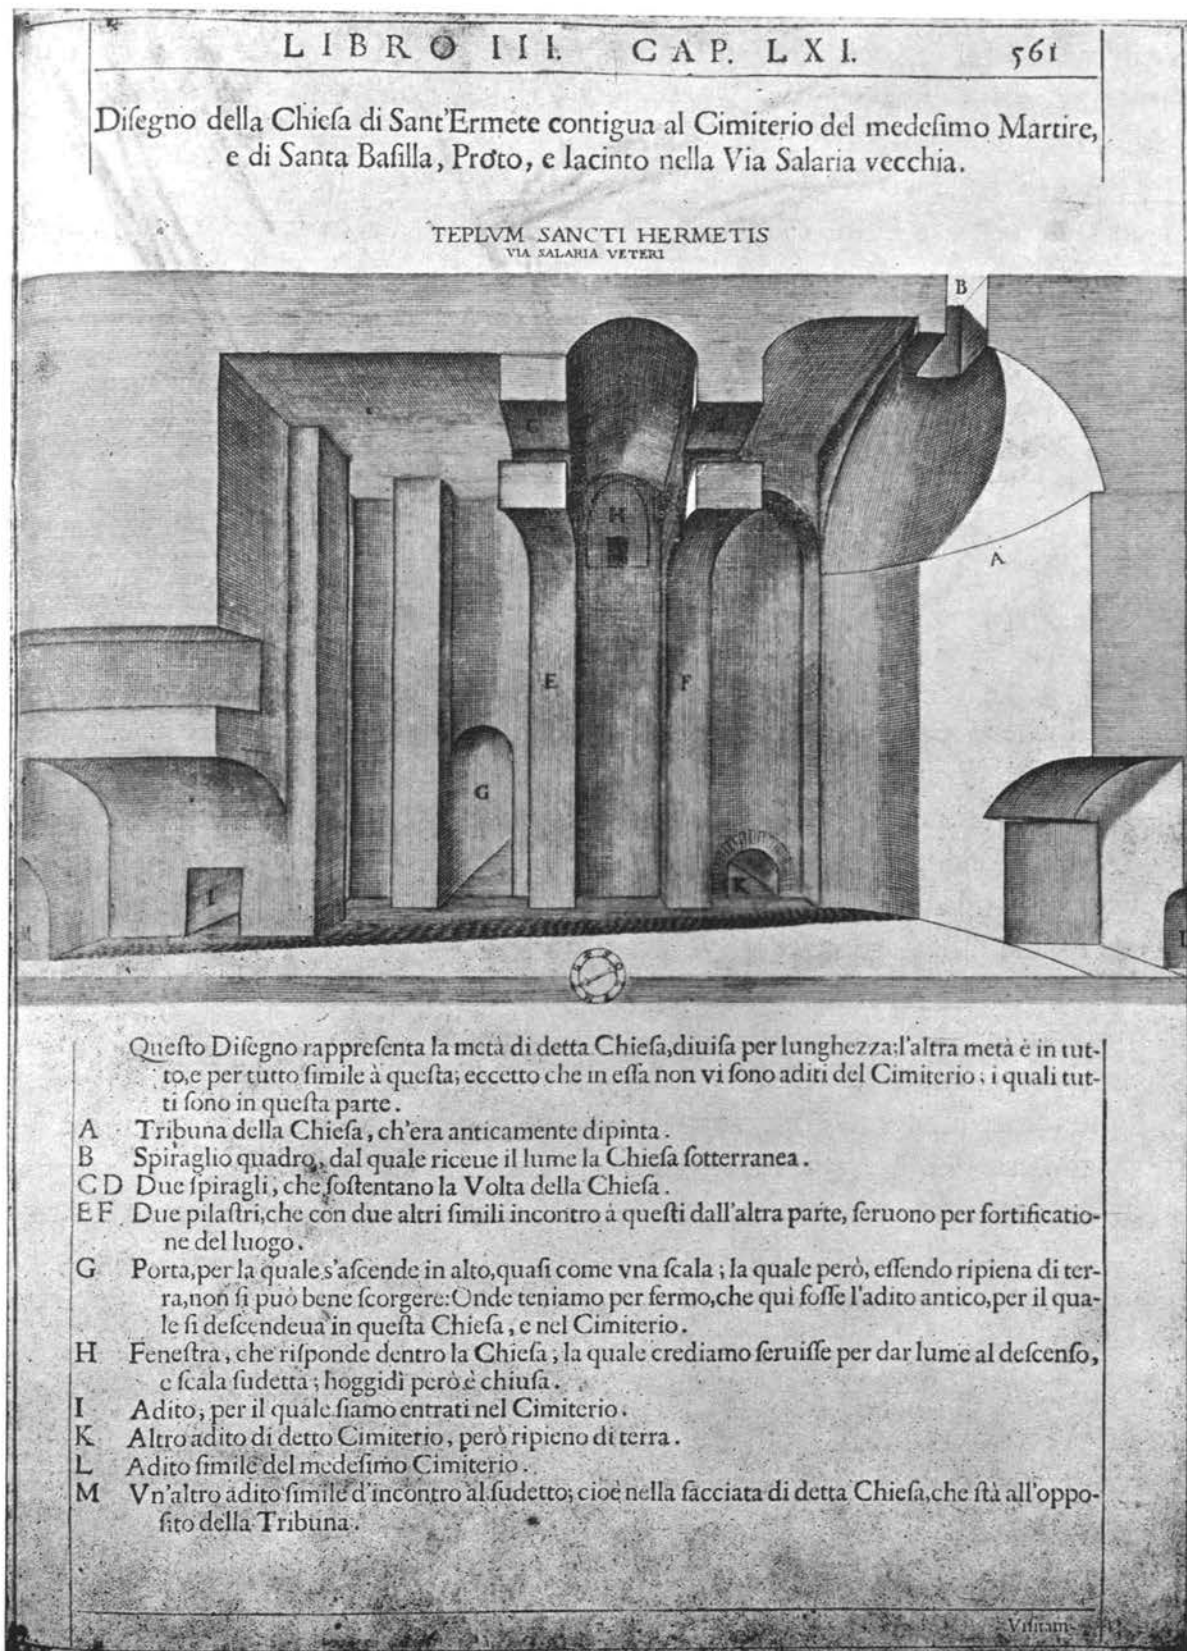 LIBRO III. CAP. LXI. 561
Diſegno della Chieſa di Sant'Ermete contigua al Cimiterio del medeſimo Martire,
e di Santa Baſilla, Proto, e Iacinto nella Via Salaria vecchia.
TEPLVM SANCTI HERMETIS
VIA SALARIA VETERI
B
C
H
A
E
F
G
K
I
M
L
Queſto Diſegno rappreſenta la metà di detta Chieſa, diuiſa per lunghezza: l'altra metà è in tut-
to, e per tutto ſimile à queſta; eccetto che in eſſa non vi ſono aditi del Cimiterio; i quali tut-
ti ſono in queſta parte.
A Tribuna della Chieſa, ch'era anticamente dipinta.
B Spiraglio quadro, dal quale riceue il lume la Chieſa ſotterranea.
C D Due ſpiragli, che ſoſtentano la Volta della Chieſa.
E F Due pilaſtri, che con due altri ſimili incontro à queſti dall'altra parte, ſeruono per fortificatio-
ne del luogo.
G Porta, per la quale s'aſcende in alto, quaſi come vna ſcala; la quale però, eſſendo ripiena di ter-
ra, non ſi può bene ſcorgere: Onde teniamo per fermo, che qui foſſe l'adito antico, per il qua-
le ſi deſcendeua in queſta Chieſa, e nel Cimiterio.
H Feneſtra, che riſponde dentro la Chieſa; la quale crediamo ſeruiſſe per dar lume al deſcenſo,
e ſcala ſudetta; hoggidì però è chiuſa.
I Adito, per il quale ſiamo entrati nel Cimiterio.
K Altro adito di detto Cimiterio, però ripieno di terra.
L Adito ſimile del medeſimo Cimiterio.
M Vn'altro adito ſimile d'incontro al ſudetto; cioè nella facciata di detta Chieſa, che ſtà all'oppo-
ſito della Tribuna.
Viſitam-